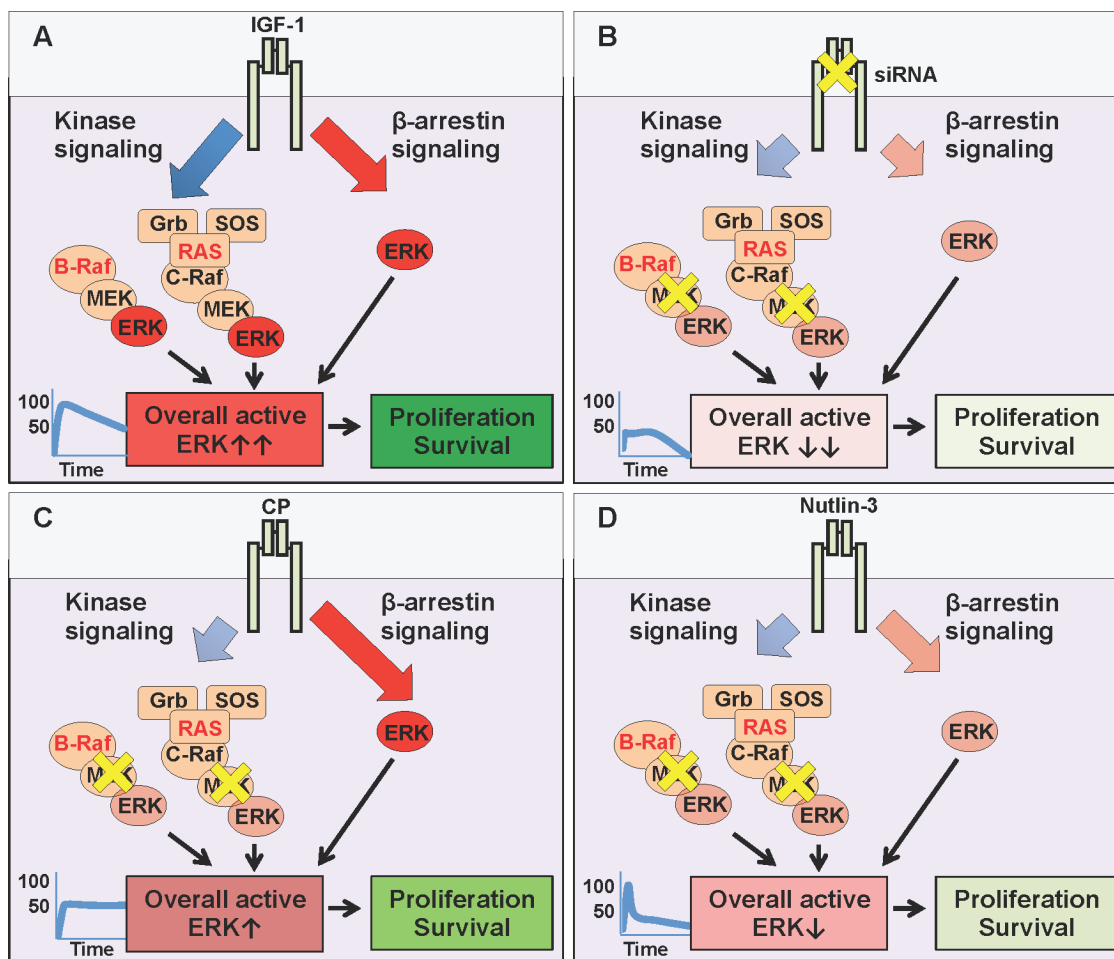 A
IGF-1
Kinase
signaling
β-arrestin
signaling
Grb
SOS
RAS
B-Raf
C-Raf
MEK
MEK
ERK
ERK
ERK
100
50
Time
Overall active
ERK↑↑
Proliferation
Survival
B
siRNA
Kinase
signaling
β-arrestin
signaling
Grb
SOS
RAS
B-Raf
C-Raf
ERK
ERK
ERK
100
50
Time
Overall active
ERK ↓↓
Proliferation
Survival
C
CP
Kinase
signaling
β-arrestin
signaling
Grb
SOS
RAS
B-Raf
C-Raf
ERK
ERK
ERK
100
50
Time
Overall active
ERK↑
Proliferation
Survival
D
Nutlin-3
Kinase
signaling
β-arrestin
signaling
Grb
SOS
RAS
B-Raf
C-Raf
ERK
ERK
ERK
100
50
Time
Overall active
ERK↓
Proliferation
Survival